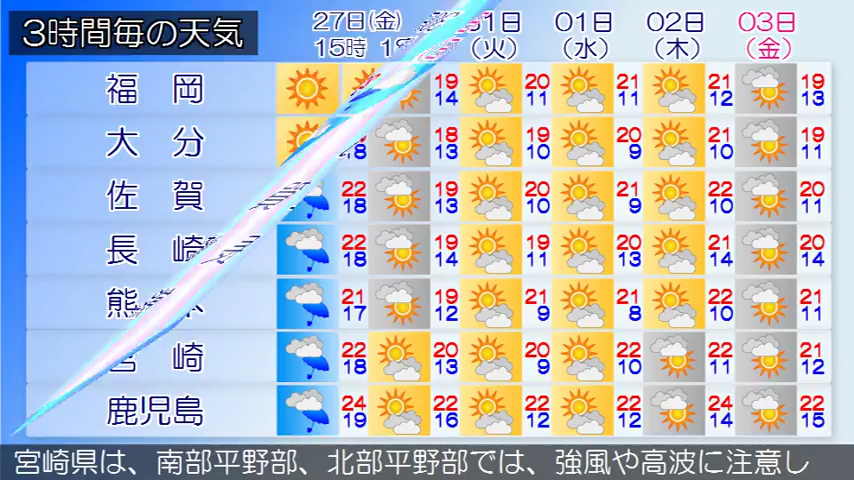 3時間毎の天気
27日(金) 31日 01日 02日 03日
15時 18 (火) (水) (木) (金)
福岡 19 14 20 11 21 11 21 12 19 13
大分 18 18 13 19 10 20 9 21 10 19 11
佐賀 22 18 19 13 20 10 21 9 22 10 20 11
長崎 22 18 19 14 19 11 20 13 21 14 20 14
熊本 21 17 19 12 21 9 21 8 22 10 21 11
宮崎 22 18 20 13 20 9 22 10 22 11 21 12
鹿児島 24 19 22 16 22 12 22 12 24 14 22 15
宮崎県は、南部平野部、北部平野部では、強風や高波に注意し